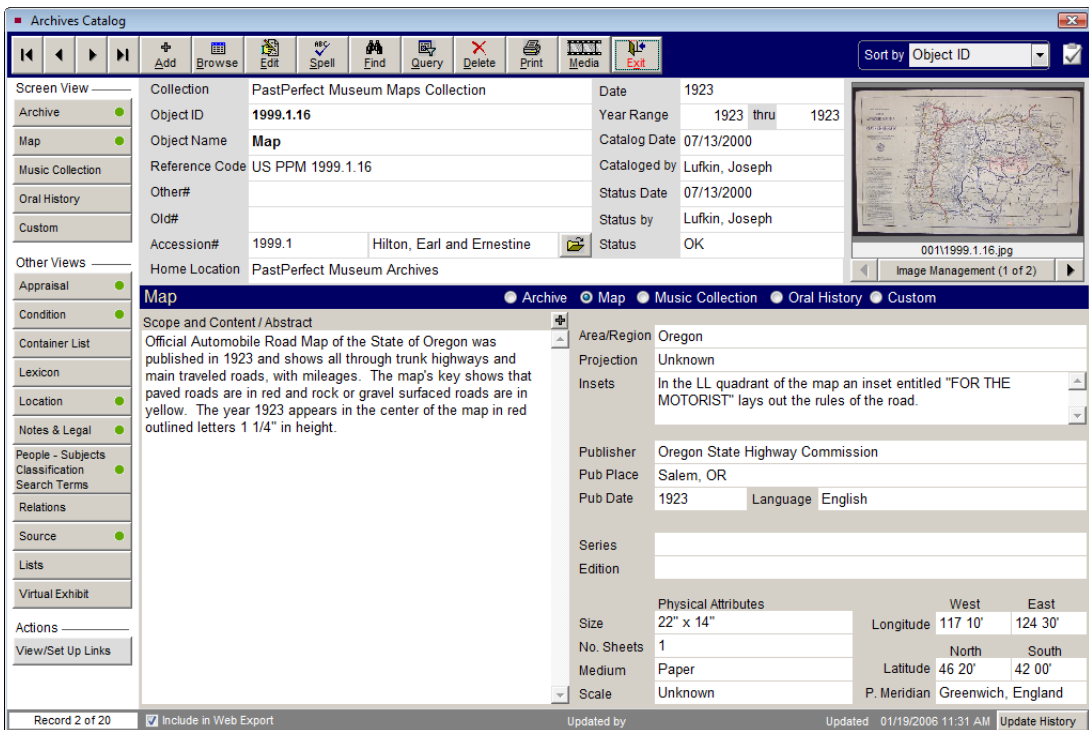 Archives Catalog
Add Browse Edit Spell Find Query Delete Print Media Exit
Sort by Object ID
Screen View
Archive
Map
Music Collection
Oral History
Custom
Other Views
Appraisal
Condition
Container List
Lexicon
Location
Notes & Legal
People - Subjects
Classification
Search Terms
Relations
Source
Lists
Virtual Exhibit
Actions
View/Set Up Links
Collection PastPerfect Museum Maps Collection
Object ID 1999.1.16
Object Name Map
Reference Code US PPM 1999.1.16
Other#
Old#
Accession# 1999.1 Hilton, Earl and Ernestine
Home Location PastPerfect Museum Archives
Date 1923
Year Range 1923 thru 1923
Catalog Date 07/13/2000
Cataloged by Lufkin, Joseph
Status Date 07/13/2000
Status by Lufkin, Joseph
Status OK
001\1999.1.16.jpg
Image Management (1 of 2)
Map Archive Map Music Collection Oral History Custom
Scope and Content / Abstract
Official Automobile Road Map of the State of Oregon was
published in 1923 and shows all through trunk highways and
main traveled roads, with mileages. The map's key shows that
paved roads are in red and rock or gravel surfaced roads are in
yellow. The year 1923 appears in the center of the map in red
outlined letters 1 1/4" in height.
Area/Region Oregon
Projection Unknown
Insets In the LL quadrant of the map an inset entitled "FOR THE
MOTORIST" lays out the rules of the road.
Publisher Oregon State Highway Commission
Pub Place Salem, OR
Pub Date 1923 Language English
Series
Edition
Physical Attributes
Size 22" x 14"
No. Sheets 1
Medium Paper
Scale Unknown
West East
Longitude 117 10' 124 30'
North South
Latitude 46 20' 42 00'
P. Meridian Greenwich, England
Record 2 of 20 Include in Web Export Updated by Updated 01/19/2006 11:31 AM Update History